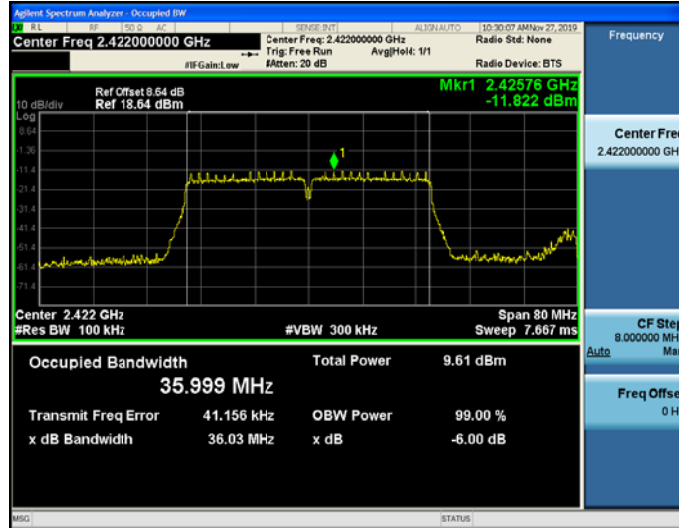 Agilent Spectrum Analyzer - Occupied BW
RL RF 50 Ω AC SENSE:INT ALIGN AUTO 10:30:07 AM Nov 27, 2019
Center Freq 2.422000000 GHz
Center Freq: 2.422000000 GHz
Radio Std: None
Trig: Free Run Avg|Hold: 1/1
#IFGain:Low #Atten: 20 dB Radio Device: BTS
Ref Offset 8.64 dB
10 dB/div Ref 18.64 dBm
Mkr1 2.42576 GHz
-11.822 dBm
Log
8.64
-1.36
-11.4
-21.4
-31.4
-41.4
-51.4
-61.4
-71.4
1
Center 2.422 GHz Span 80 MHz
#Res BW 100 kHz #VBW 300 kHz Sweep 7.667 ms
Occupied Bandwidth Total Power 9.61 dBm
35.999 MHz
Transmit Freq Error 41.156 kHz OBW Power 99.00 %
x dB Bandwidth 36.03 MHz x dB -6.00 dB
MSG STATUS
Frequency
Center Fre
2.422000000 GH
CF Step
8.000000 MH
Auto Ma
Freq Offse
0 H